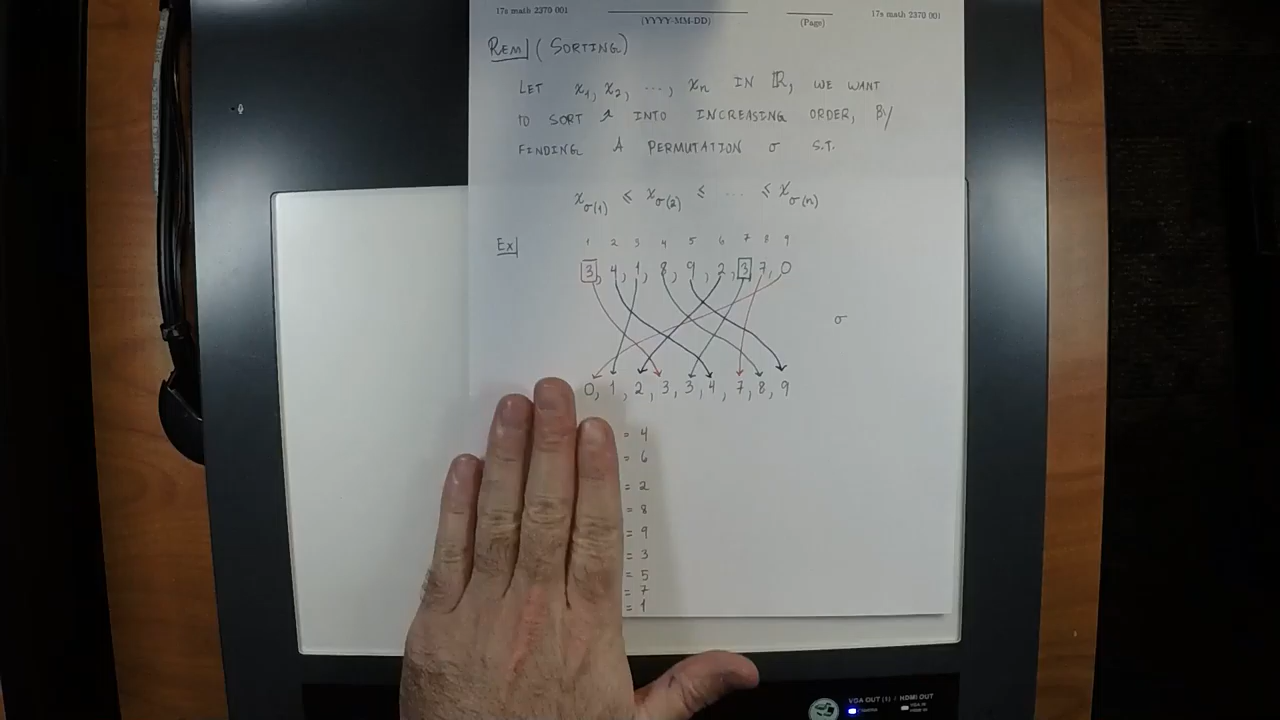 17s math 2370 001 (YYYY-MM-DD) (Page) 17s math 2370 001
REM (SORTING)
LET x₁, x₂, ..., xₙ IN ℝ, WE WANT
TO SORT INTO INCREASING ORDER, BY
FINDING A PERMUTATION σ S.T.
x_σ(1) ≤ x_σ(2) ≤ ... ≤ x_σ(n)
Ex
1 2 3 4 5 6 7 8 9
3, 4, 1, 8, 9, 2, 3, 7, 0
σ
0, 1, 2, 3, 3, 4, 7, 8, 9
= 4
= 6
= 2
= 8
= 9
= 3
= 5
= 7
= 1
VGA OUT (1) / HDMI OUT